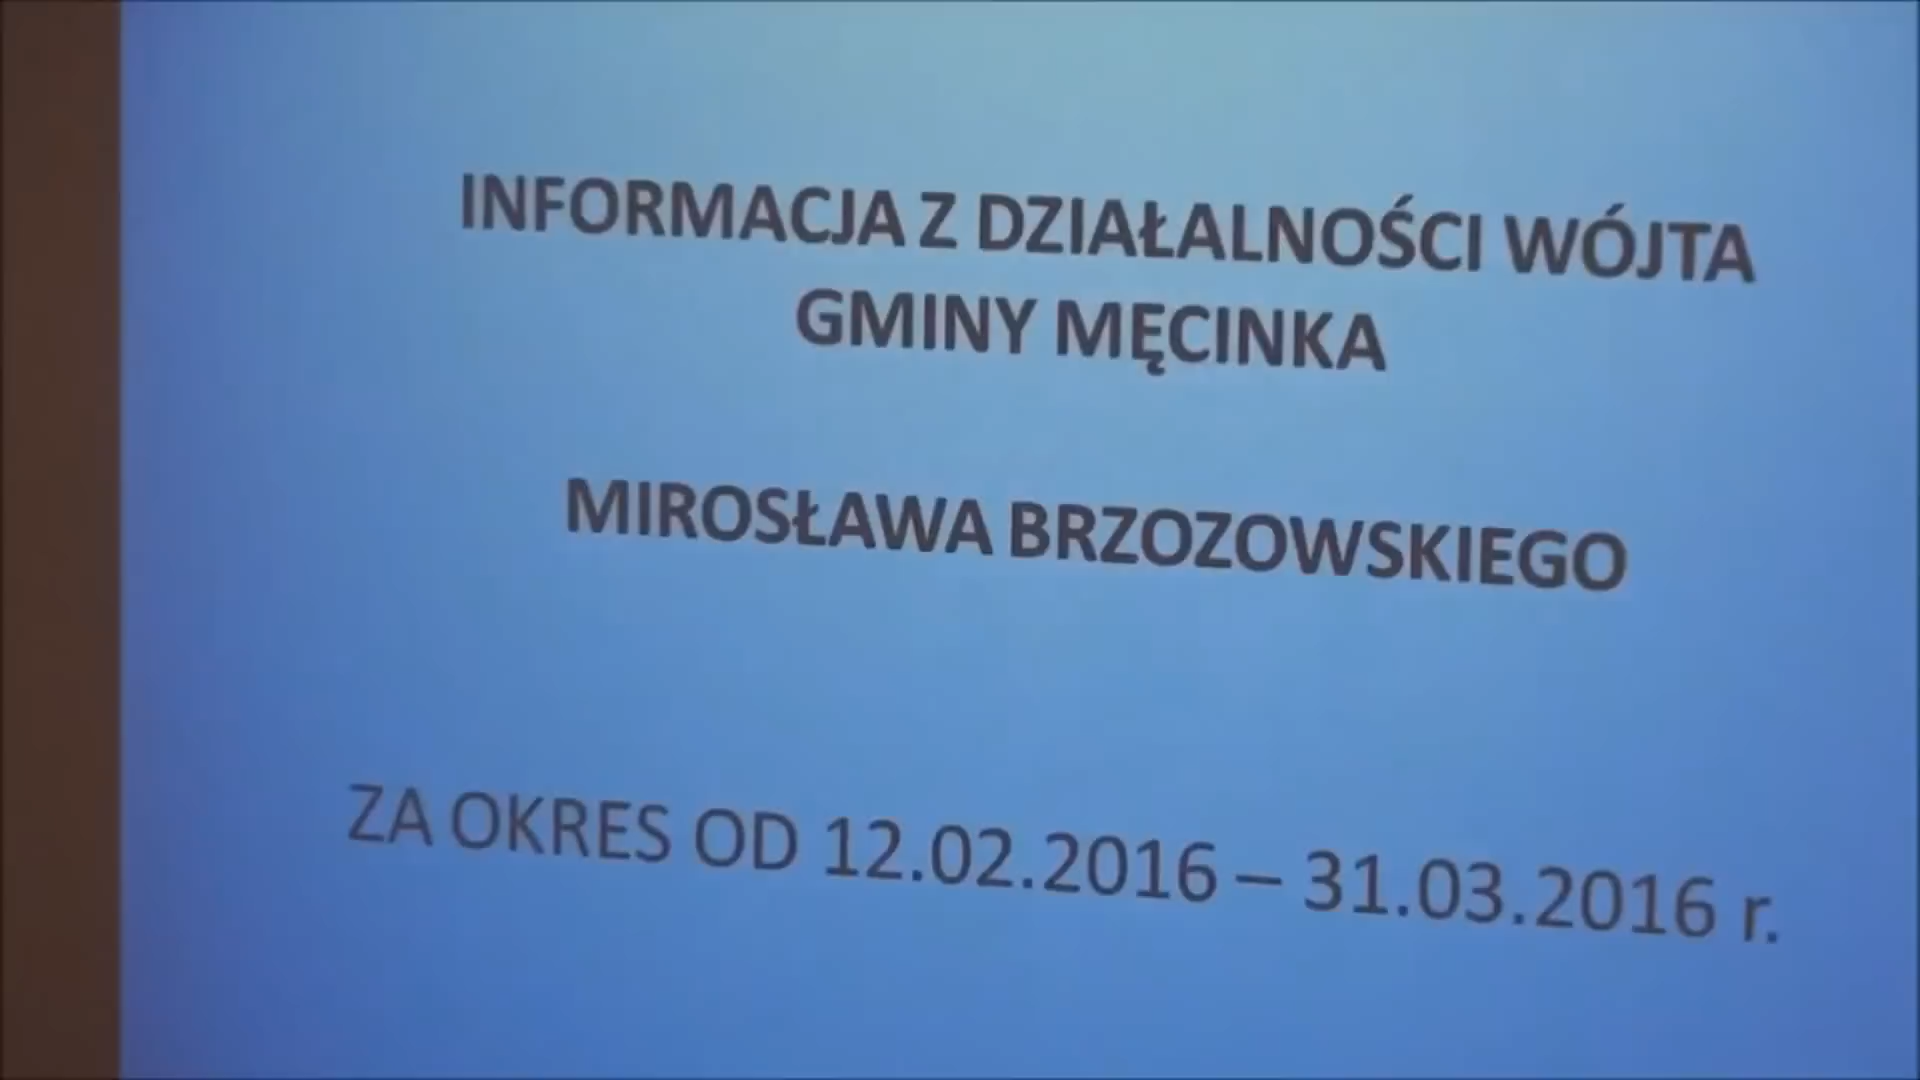 INFORMACJA Z DZIAŁALNOŚCI WÓJTA
GMINY MĘCINKA
MIROSŁAWA BRZOZOWSKIEGO
ZA OKRES OD 12.02.2016 – 31.03.2016 r.